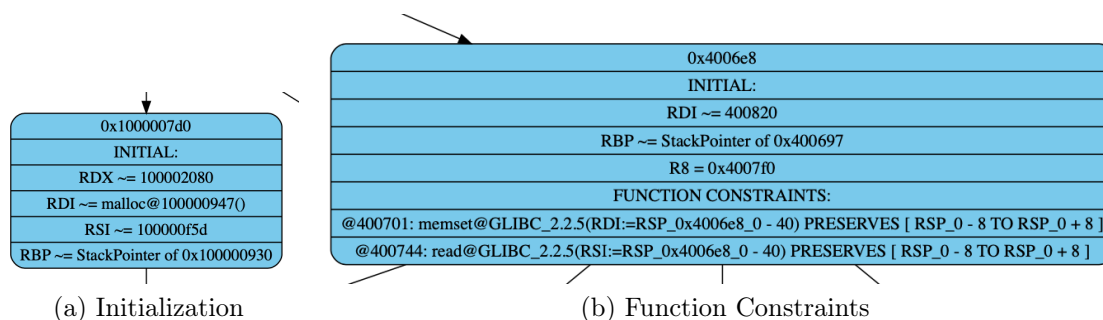 0x1000007d0
INITIAL:
RDX ~= 100002080
RDI ~= malloc@100000947()
RSI ~= 100000f5d
RBP ~= StackPointer of 0x100000930
(a) Initialization
0x4006e8
INITIAL:
RDI ~= 400820
RBP ~= StackPointer of 0x400697
R8 = 0x4007f0
FUNCTION CONSTRAINTS:
@400701: memset@GLIBC_2.2.5(RDI:=RSP_0x4006e8_0 - 40) PRESERVES [ RSP_0 - 8 TO RSP_0 + 8 ]
@400744: read@GLIBC_2.2.5(RSI:=RSP_0x4006e8_0 - 40) PRESERVES [ RSP_0 - 8 TO RSP_0 + 8 ]
(b) Function Constraints